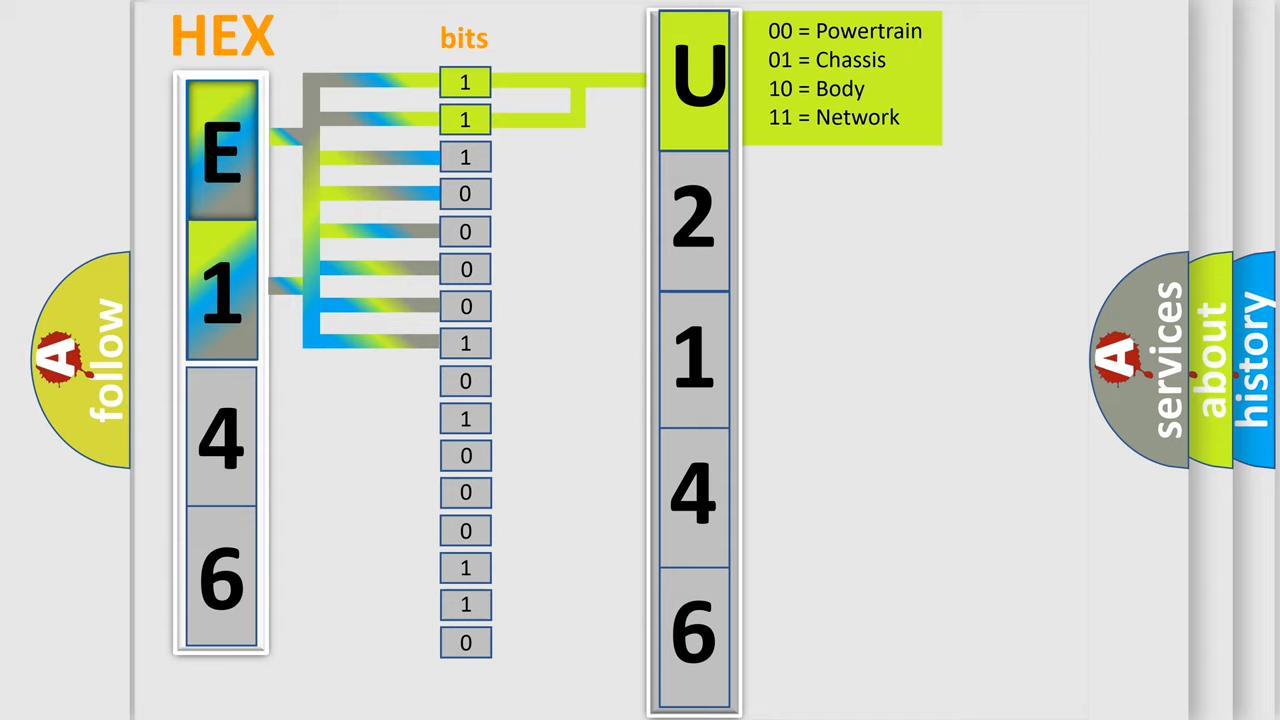 HEX
bits
E
1
4
6
1
1
1
0
0
0
0
1
0
1
0
0
0
1
1
0
U
2
1
4
6
00 = Powertrain
01 = Chassis
10 = Body
11 = Network
A
follow
A
services
about
history